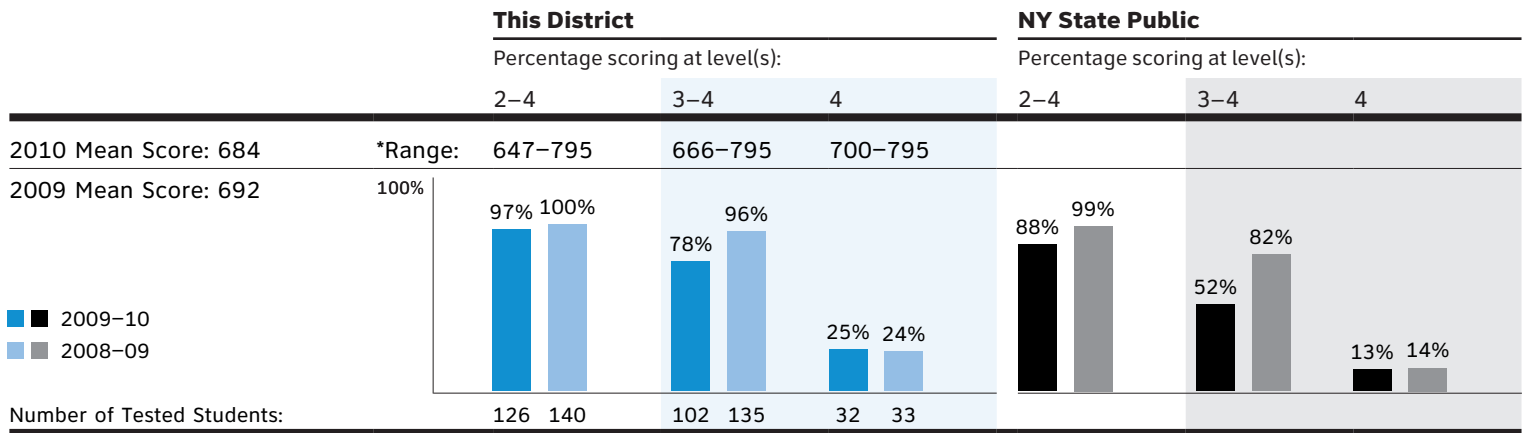 This District NY State Public
Percentage scoring at level(s): Percentage scoring at level(s):
2–4 3–4 4 2–4 3–4 4
2010 Mean Score: 684 *Range: 647–795 666–795 700–795
2009 Mean Score: 692 100%
97% 100% 78% 96% 25% 24% 88% 99% 52% 82% 13% 14%
2009–10
2008–09
Number of Tested Students: 126 140 102 135 32 33